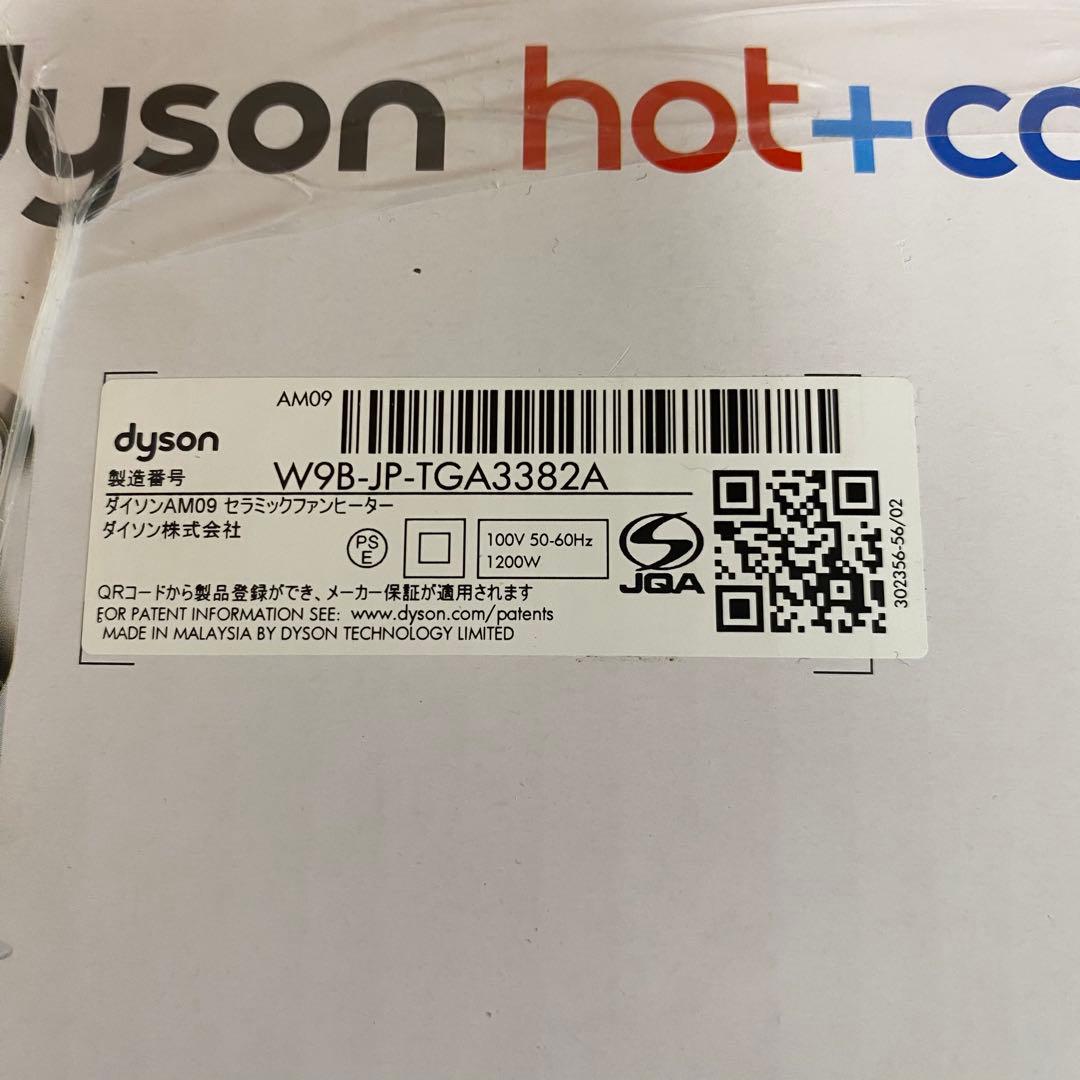 dyson hot+co
AM09
dyson
製造番号 W9B-JP-TGA3382A
ダイソンAM09 セラミックファンヒーター
ダイソン株式会社
PS
E
100V 50-60Hz
1200W
JQA
302356-56/02
QRコードから製品登録ができ、メーカー保証が適用されます
FOR PATENT INFORMATION SEE: www.dyson.com/patents
MADE IN MALAYSIA BY DYSON TECHNOLOGY LIMITED